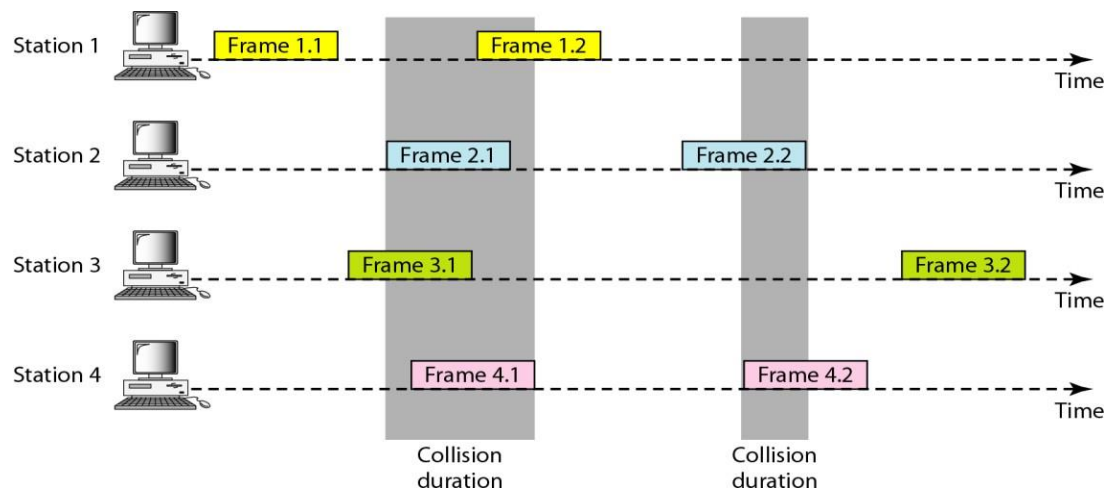 Station 1
Frame 1.1
Frame 1.2
Time
Station 2
Frame 2.1
Frame 2.2
Time
Station 3
Frame 3.1
Frame 3.2
Time
Station 4
Frame 4.1
Frame 4.2
Time
Collision
duration
Collision
duration